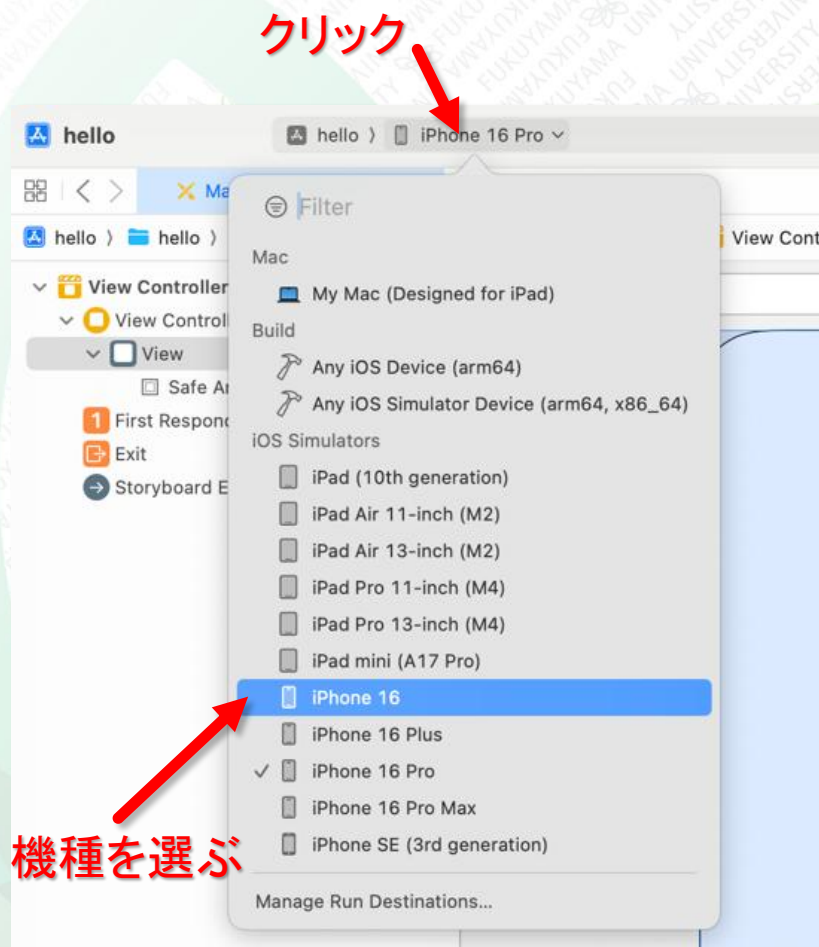 クリック
hello
hello 〉 iPhone 16 Pro
Ma
Filter
hello 〉 hello 〉
View Cont
Mac
View Controller
My Mac (Designed for iPad)
View Control
Build
View
Any iOS Device (arm64)
Safe Ar
Any iOS Simulator Device (arm64, x86_64)
1 First Respond
iOS Simulators
Exit
iPad (10th generation)
Storyboard E
iPad Air 11-inch (M2)
iPad Air 13-inch (M2)
iPad Pro 11-inch (M4)
iPad Pro 13-inch (M4)
iPad mini (A17 Pro)
iPhone 16
iPhone 16 Plus
iPhone 16 Pro
iPhone 16 Pro Max
機種を選ぶ
iPhone SE (3rd generation)
Manage Run Destinations...